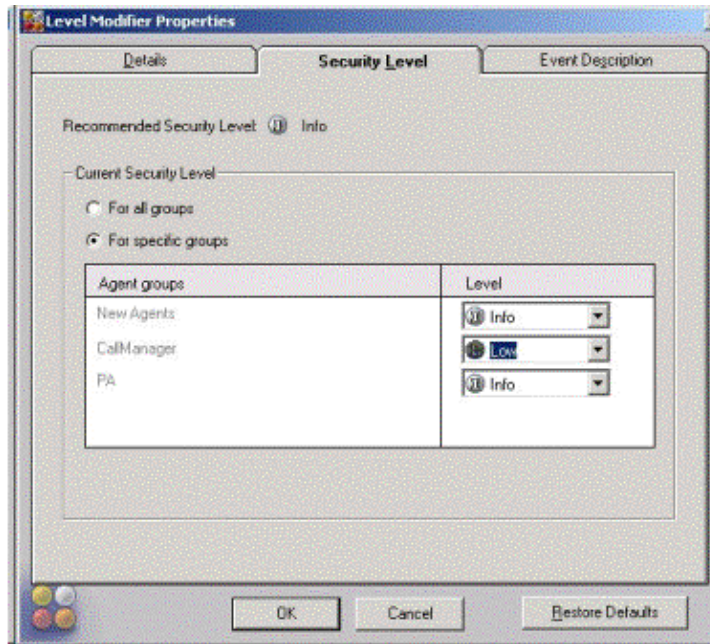 Level Modifier Properties
Details Security Level Event Description
Recommended Security Level: Info
Current Security Level
For all groups
For specific groups
Agent groups Level
New Agents Info
CallManager Low
PA Info
OK Cancel Restore Defaults